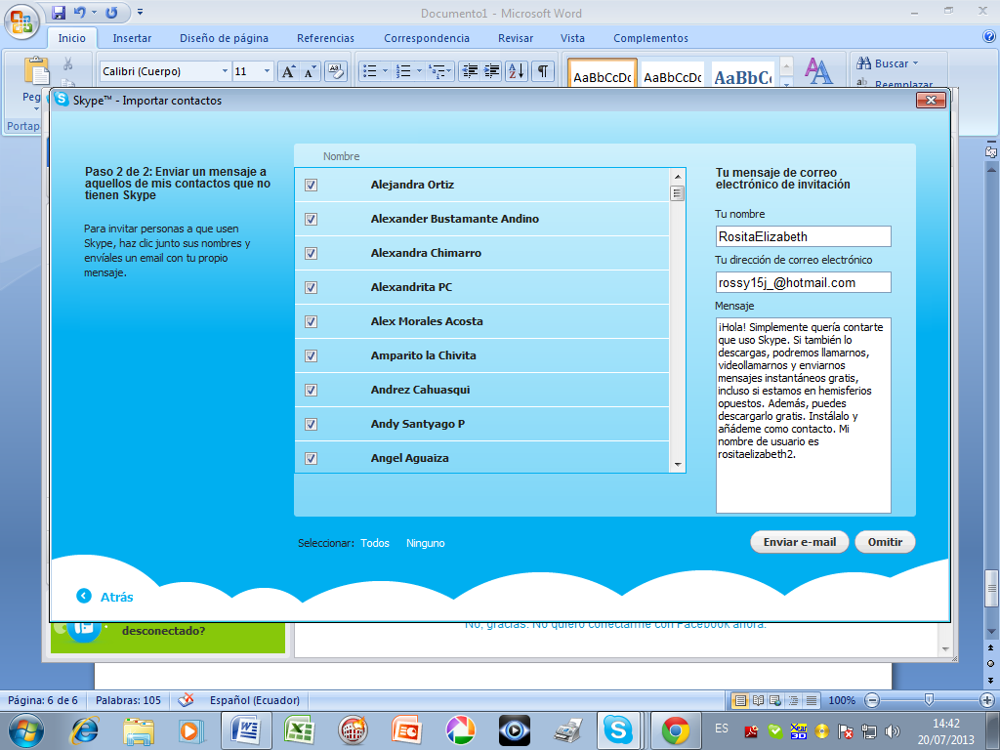 Documento1 - Microsoft Word
Inicio Insertar Diseño de página Referencias Correspondencia Revisar Vista Complementos
Calibri (Cuerpo) 11 AaBbCcDc AaBbCcDc AaBbC Buscar
Peg Reemplazar
Portap
Skype™ - Importar contactos
Paso 2 de 2: Enviar un mensaje a
aquellos de mis contactos que no
tienen Skype
Para invitar personas a que usen
Skype, haz clic junto sus nombres y
envíales un email con tu propio
mensaje.
Nombre
Alejandra Ortiz
Alexander Bustamante Andino
Alexandra Chimarro
Alexandrita PC
Alex Morales Acosta
Amparito la Chivita
Andrez Cahuasqui
Andy Santyago P
Angel Aguaiza
Seleccionar: Todos Ninguno
Tu mensaje de correo
electrónico de invitación
Tu nombre
RositaElizabeth
Tu dirección de correo electrónico
rossy15j_@hotmail.com
Mensaje
¡Hola! Simplemente quería contarte
que uso Skype. Si también lo
descargas, podremos llamarnos,
videollamarnos y enviarnos
mensajes instantáneos gratis,
incluso si estamos en hemisferios
opuestos. Además, puedes
descargarlo gratis. Instálalo y
añádeme como contacto. Mi
nombre de usuario es
rositaelizabeth2.
Enviar e-mail Omitir
Atrás
desconectado?
No, gracias. No quiero conectarme con Facebook ahora.
Página: 6 de 6 Palabras: 105 Español (Ecuador) 100%
ES 14:42
20/07/2013